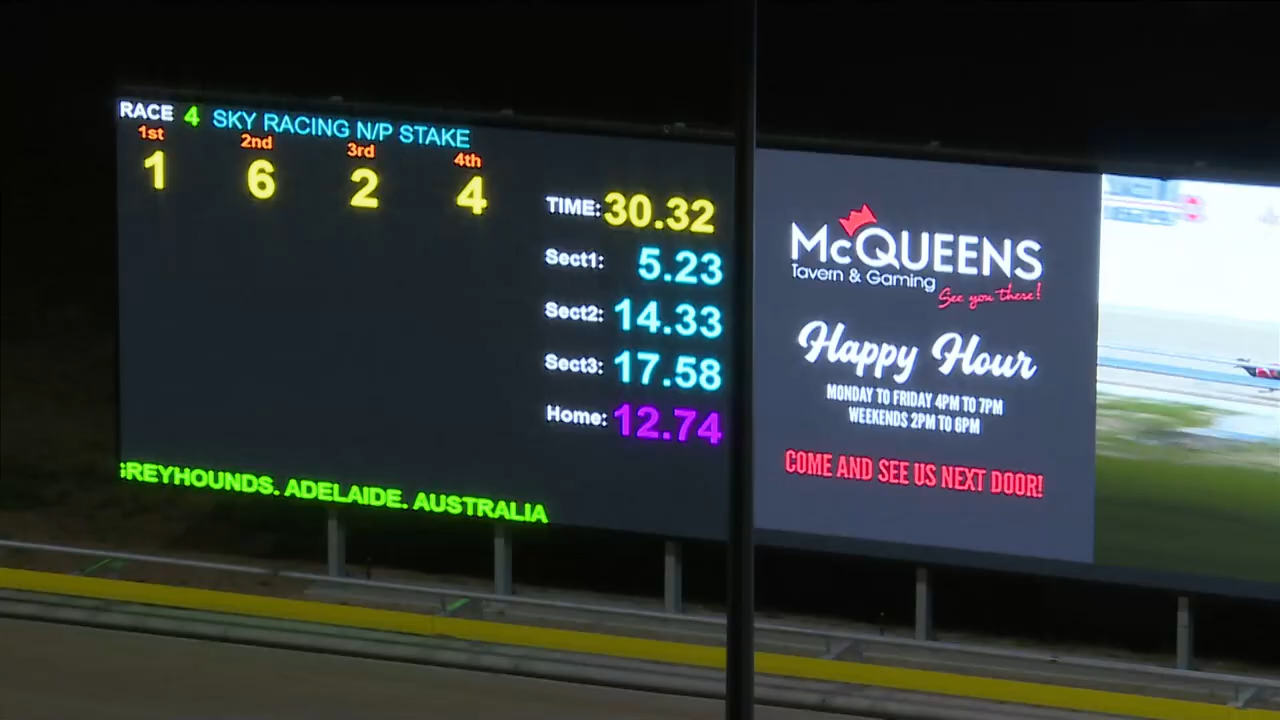 RACE 4 SKY RACING N/P STAKE
1st 2nd 3rd 4th
1 6 2 4
TIME: 30.32
Sect1: 5.23
Sect2: 14.33
Sect3: 17.58
Home: 12.74
GREYHOUNDS. ADELAIDE. AUSTRALIA
McQUEENS
Tavern & Gaming
See you there!
Happy Hour
MONDAY TO FRIDAY 4PM TO 7PM
WEEKENDS 2PM TO 6PM
COME AND SEE US NEXT DOOR!